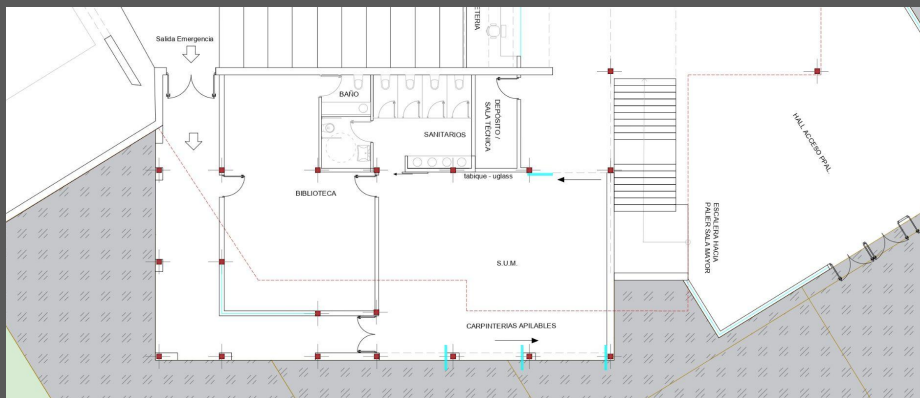 Salida Emergencia
ETERIA
BAÑO
SANITARIOS
DEPÓSITO /
SALA TÉCNICA
tabique - uglass
BIBLIOTECA
S.U.M.
CARPINTERIAS APILABLES
ESCALERA HACIA
PALIER SALA MAYOR
HALL ACCESO PPAL